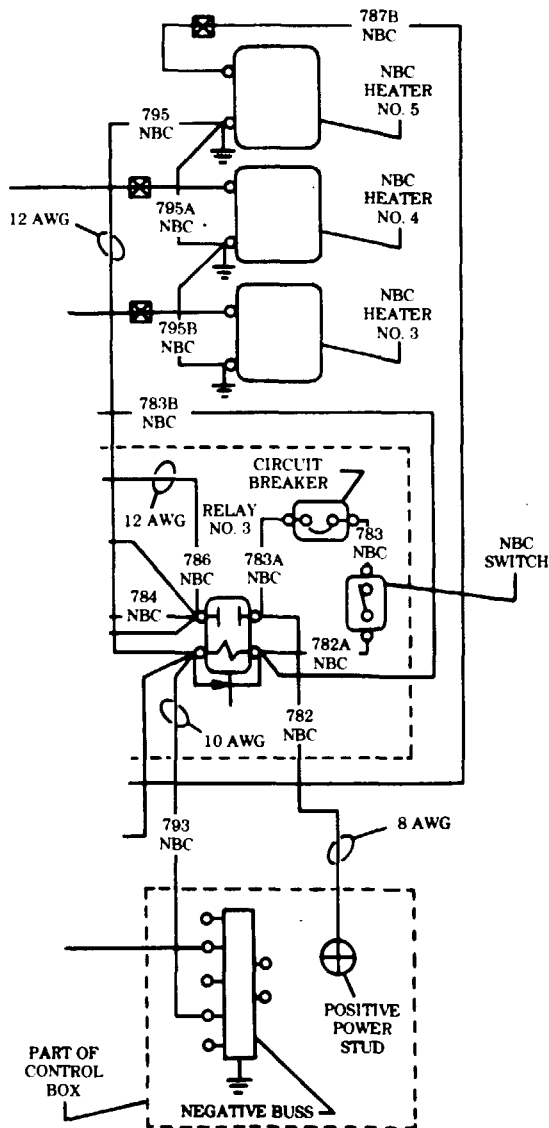 787B
NBC
NBC
HEATER
NO. 5
795
NBC
NBC
HEATER
NO. 4
795A
NBC
12 AWG
NBC
HEATER
NO. 3
795B
NBC
783B
NBC
CIRCUIT
BREAKER
12 AWG
RELAY
NO. 3
783
NBC
NBC
SWITCH
786
NBC
783A
NBC
784
NBC
782A
NBC
782
NBC
10 AWG
793
NBC
8 AWG
POSITIVE
POWER
STUD
PART OF
CONTROL
BOX
NEGATIVE BUSS